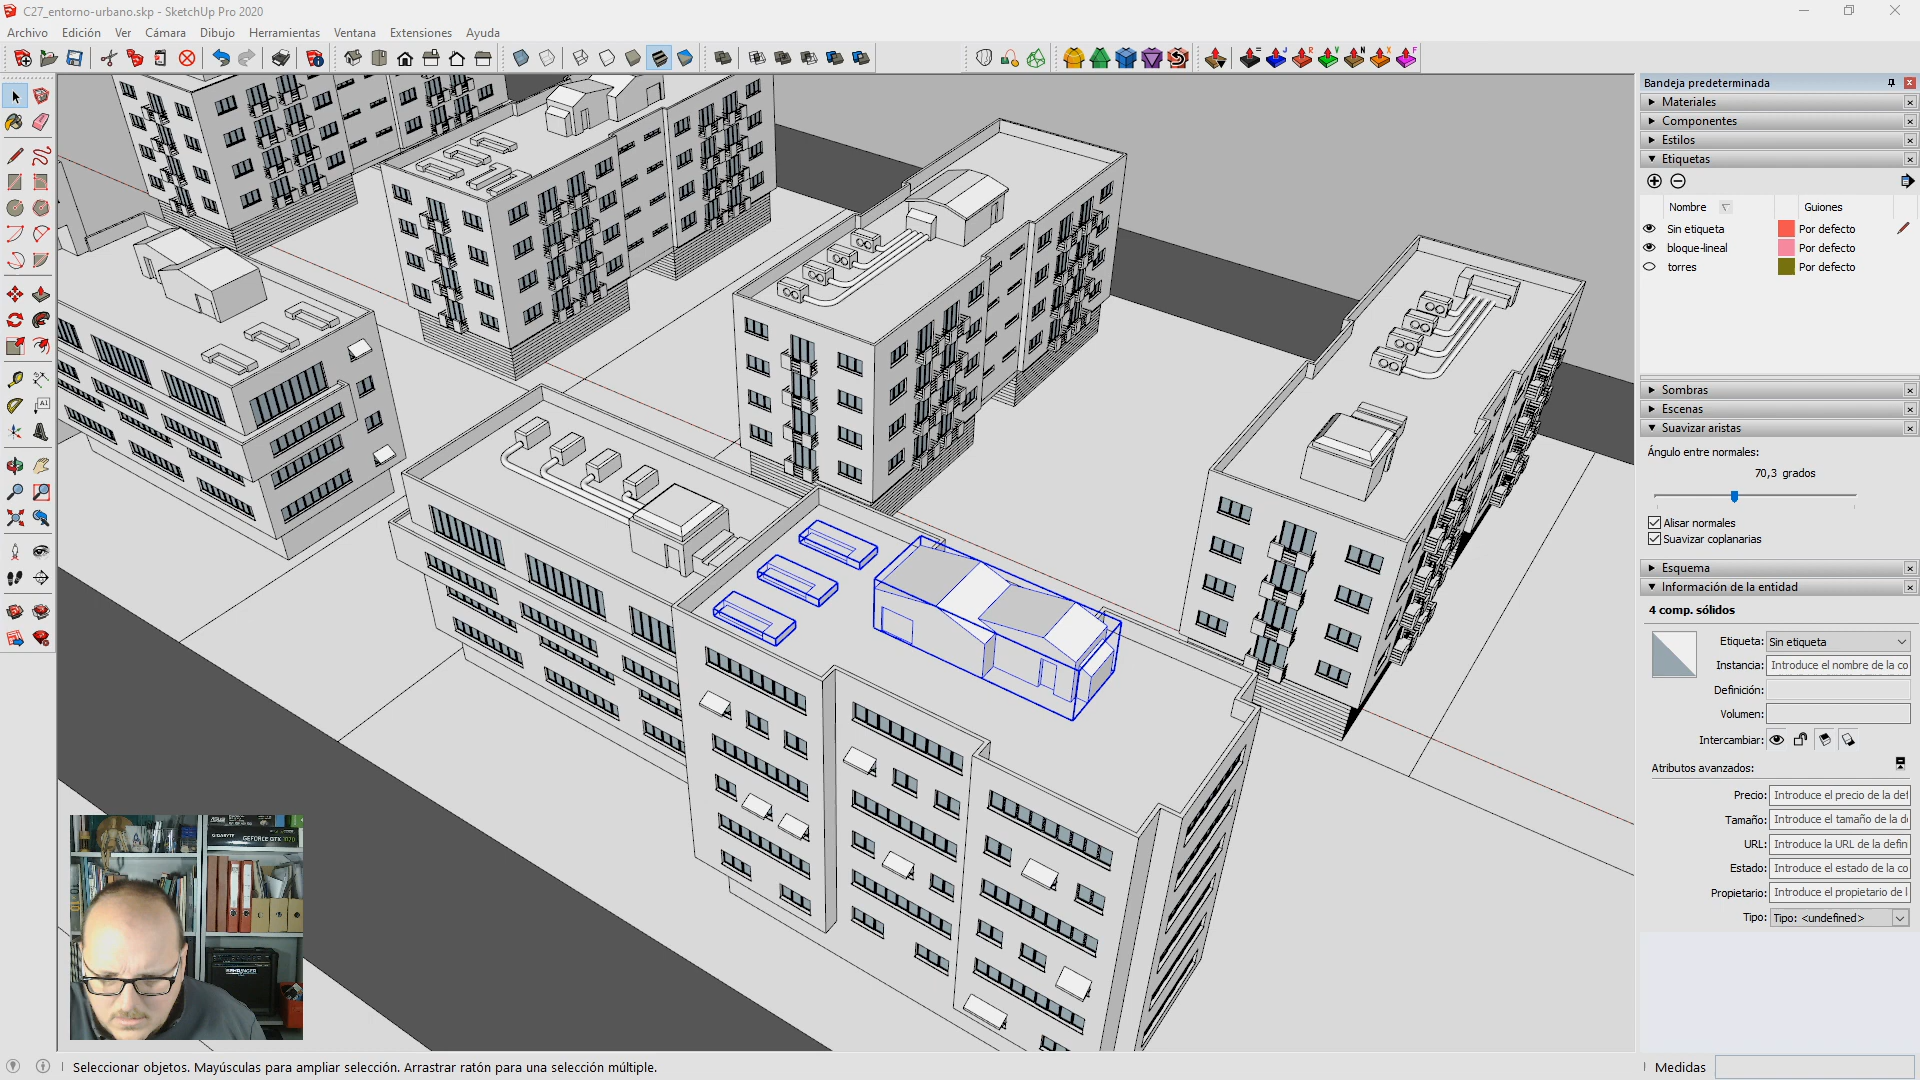 C27_entorno-urbano.skp - SketchUp Pro 2020
Archivo Edición Ver Cámara Dibujo Herramientas Ventana Extensiones Ayuda
Bandeja predeterminada
Materiales
Componentes
Estilos
Etiquetas
Nombre Guiones
Sin etiqueta Por defecto
bloque-lineal Por defecto
torres Por defecto
Sombras
Escenas
Suavizar aristas
Ángulo entre normales:
70,3 grados
Alisar normales
Suavizar coplanarias
Esquema
Información de la entidad
4 comp. sólidos
Etiqueta: Sin etiqueta
Instancia: Introduce el nombre de la co
Definición:
Volumen:
Intercambiar:
Atributos avanzados:
Precio: Introduce el precio de la def
Tamaño: Introduce el tamaño de la d
URL: Introduce la URL de la defin
Estado: Introduce el estado de la co
Propietario: Introduce el propietario de l
Tipo: Tipo: <undefined>
GIGABYTE
GEFORCE GTX
BEHRINGER
Seleccionar objetos. Mayúsculas para ampliar selección. Arrastrar ratón para una selección múltiple.
Medidas